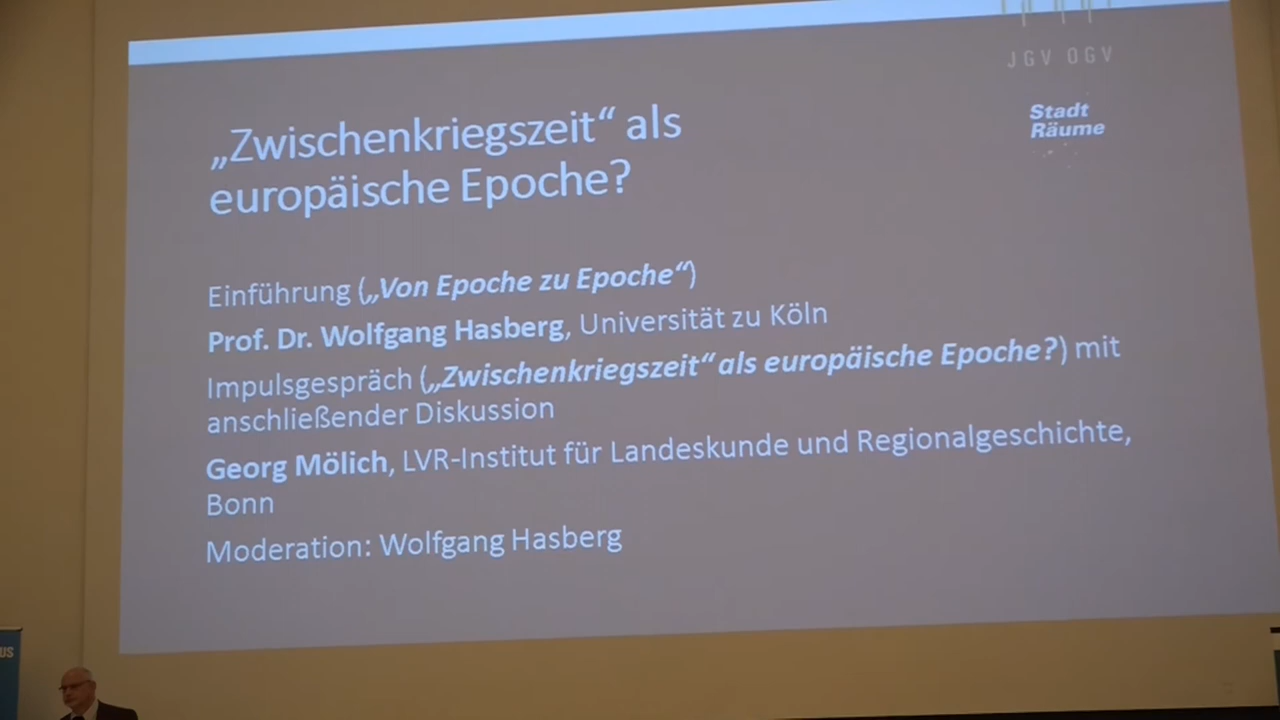 JGV OGV
Stadt
Räume
„Zwischenkriegszeit“ als
europäische Epoche?
Einführung („Von Epoche zu Epoche“)
Prof. Dr. Wolfgang Hasberg, Universität zu Köln
Impulsgespräch („Zwischenkriegszeit“ als europäische Epoche?) mit
anschließender Diskussion
Georg Mölich, LVR-Institut für Landeskunde und Regionalgeschichte,
Bonn
Moderation: Wolfgang Hasberg
US